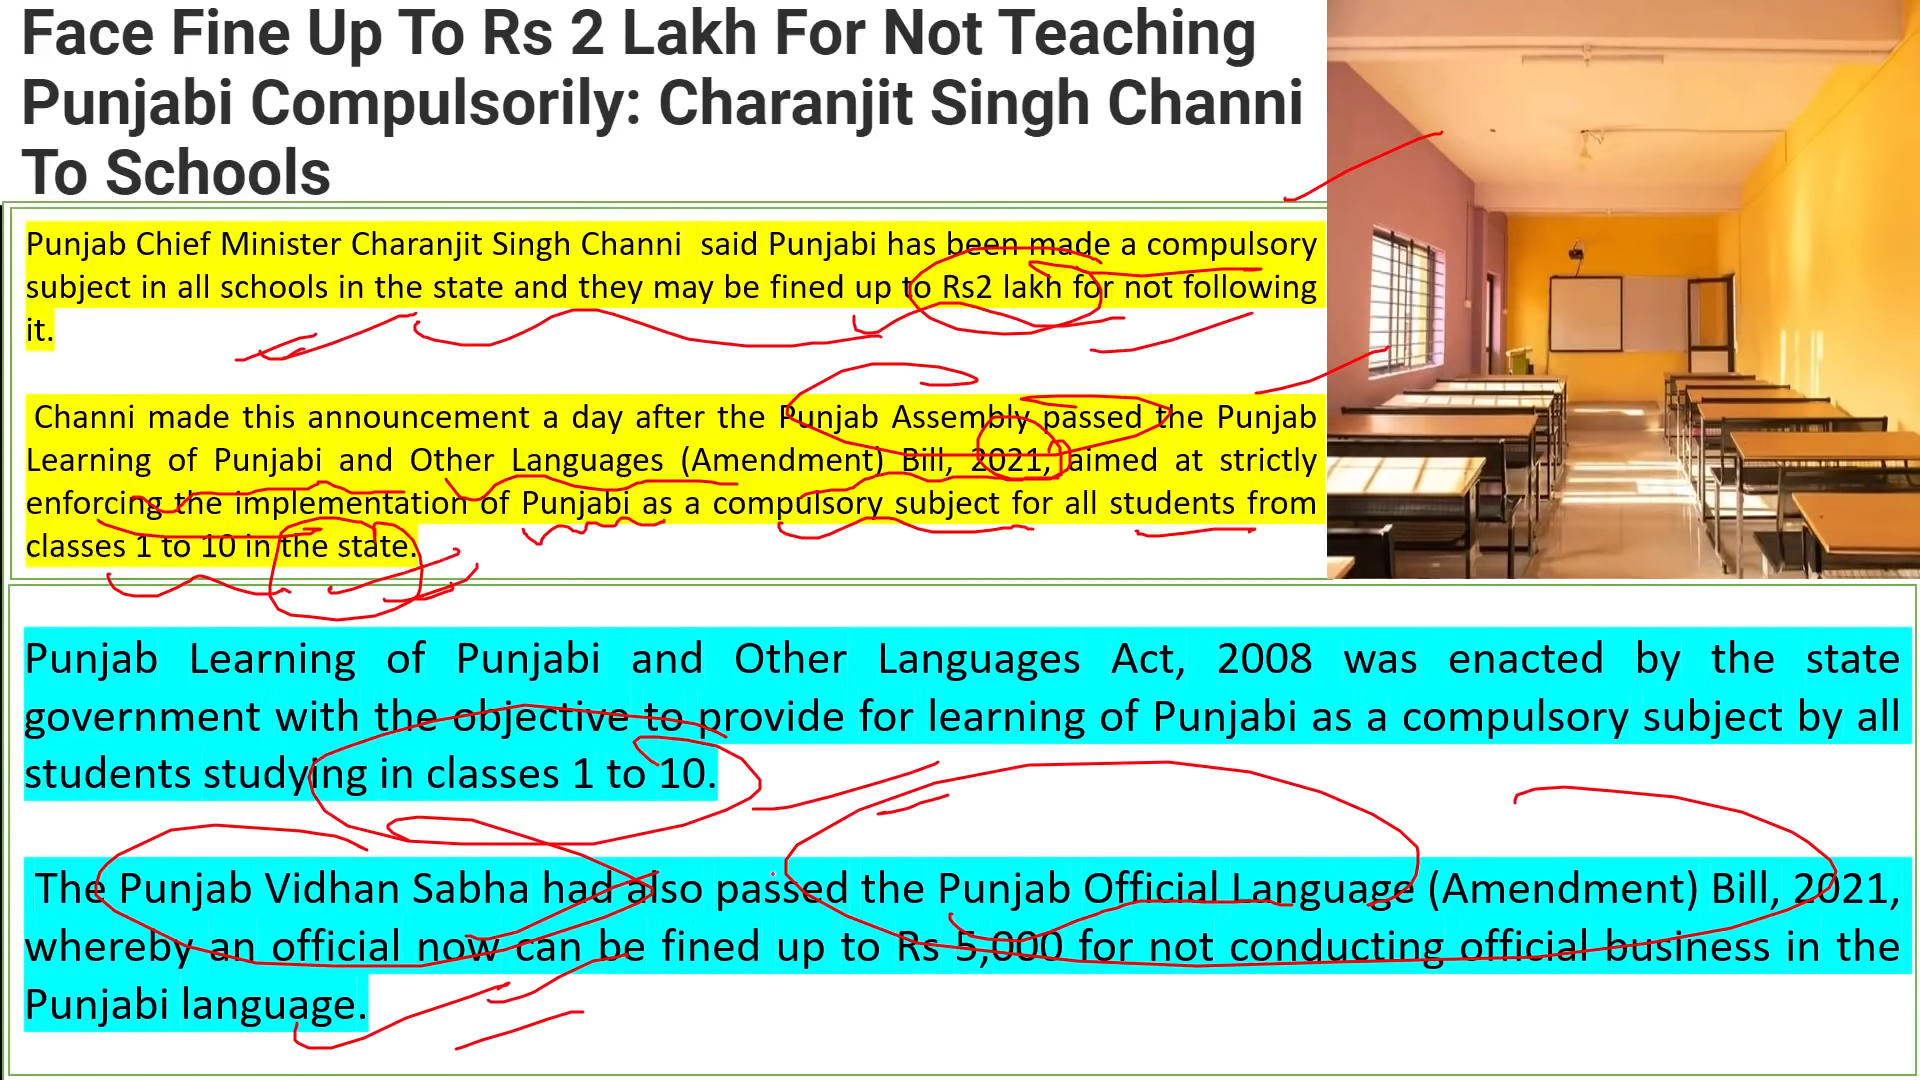 Face Fine Up To Rs 2 Lakh For Not Teaching
Punjabi Compulsorily: Charanjit Singh Channi
To Schools
Punjab Chief Minister Charanjit Singh Channi said Punjabi has been made a compulsory
subject in all schools in the state and they may be fined up to Rs2 lakh for not following
it.
Channi made this announcement a day after the Punjab Assembly passed the Punjab
Learning of Punjabi and Other Languages (Amendment) Bill, 2021, aimed at strictly
enforcing the implementation of Punjabi as a compulsory subject for all students from
classes 1 to 10 in the state.
Punjab Learning of Punjabi and Other Languages Act, 2008 was enacted by the state
government with the objective to provide for learning of Punjabi as a compulsory subject by all
students studying in classes 1 to 10.
The Punjab Vidhan Sabha had also passed the Punjab Official Language (Amendment) Bill, 2021,
whereby an official now can be fined up to Rs 5,000 for not conducting official business in the
Punjabi language.